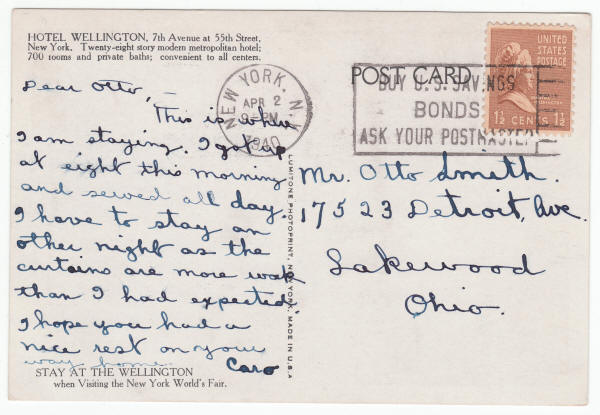 HOTEL WELLINGTON, 7th Avenue at 55th Street,
New York. Twenty-eight story modern metropolitan hotel;
700 rooms and private baths; convenient to all centers.
Dear Otto, —
This is where
I am staying. I got up
at eight this morning
and sewed all day.
I have to stay an
other night as the
curtains are more work
than I had expected.
I hope you had a
nice rest on your
way home.
Caro
STAY AT THE WELLINGTON
when Visiting the New York World's Fair.
LUMITONE PHOTOPRINT, NEW YORK. MADE IN U.S.A
NEW YORK, N.Y.
APR 2
1940
POST CARD
BUY U.S. SAVINGS
BONDS
ASK YOUR POSTMASTER
UNITED
STATES
POSTAGE
1½ CENTS 1½
Mr. Otto Smath.
17523 Detroit, Ave.
Lakewood
Ohio.